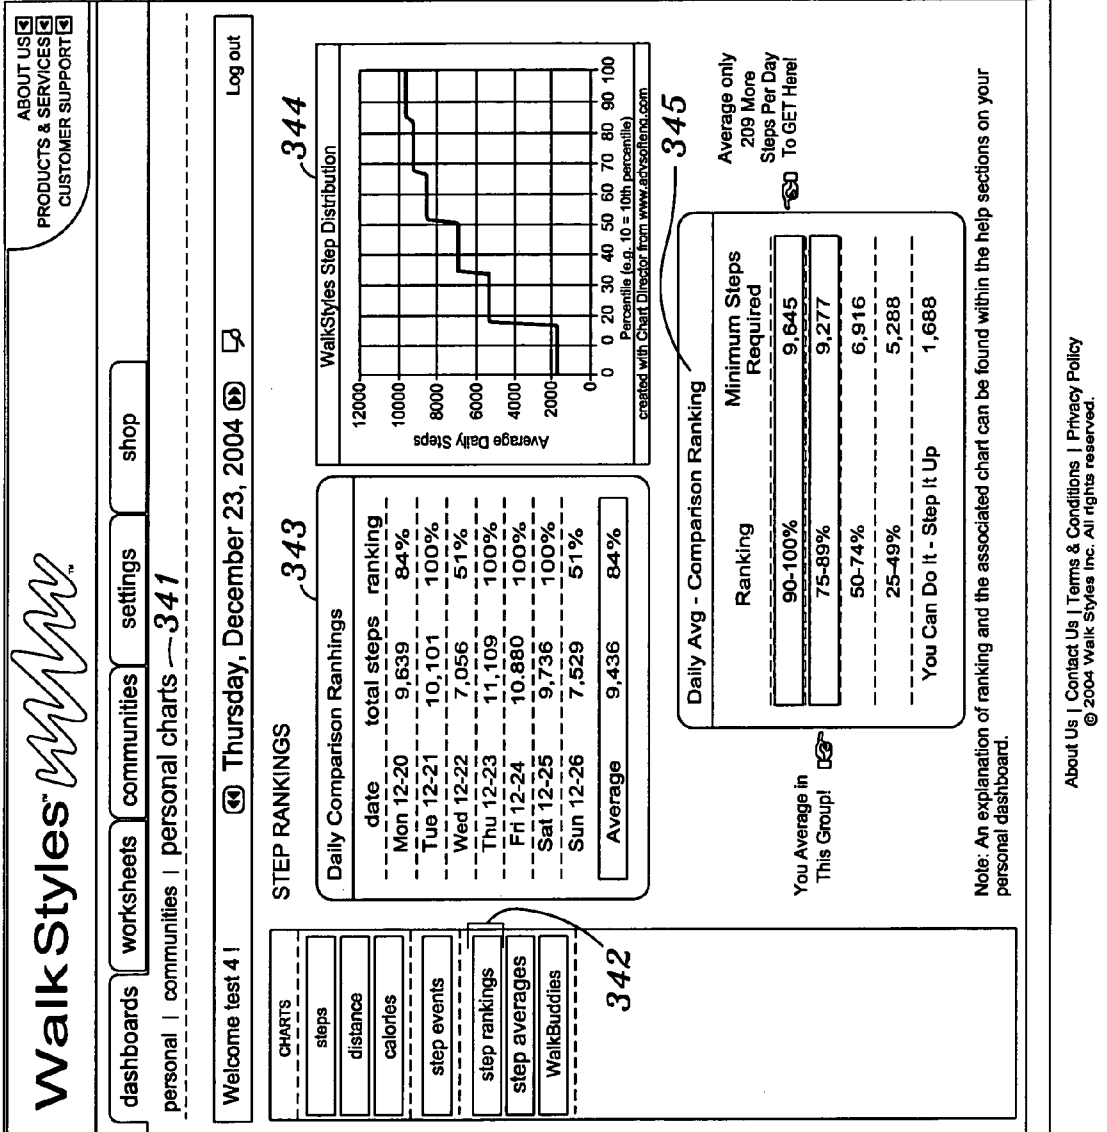 WalkStyles™
ABOUT US
PRODUCTS & SERVICES
CUSTOMER SUPPORT
dashboards worksheets communities settings shop
personal | communities | personal charts 341
Welcome test 4 ! Thursday, December 23, 2004 Log out
CHARTS
steps
distance
calories
step events
step rankings
step averages
WalkBuddies
342
STEP RANKINGS
343
Daily Comparison Ranhings
date total steps ranking
Mon 12-20 9,639 84%
Tue 12-21 10,101 100%
Wed 12-22 7,056 51%
Thu 12-23 11,109 100%
Fri 12-24 10.880 100%
Sat 12-25 9,736 100%
Sun 12-26 7,529 51%
Average 9,436 84%
344
WalkStyles Step Distribution
Average Daily Steps
12000
10000
8000
6000
4000
2000
0
0 0 20 30 40 50 60 70 80 90 100
Percentile (e.g. 10 = 10th percentile)
created with Chart Director from www.advsofteng.com
345
Daily Avg - Comparison Ranking
Ranking Minimum Steps Required
90-100% 9,645
75-89% 9,277
50-74% 6,916
25-49% 5,288
You Can Do It - Step It Up 1,688
You Average in
This Group!
Average only
209 More
Steps Per Day
To GET Here!
Note: An explanation of ranking and the associated chart can be found within the help sections on your
personal dashboard.
About Us | Contact Us | Terms & Conditions | Privacy Policy
© 2004 Walk Styles Inc. All rights reserved.